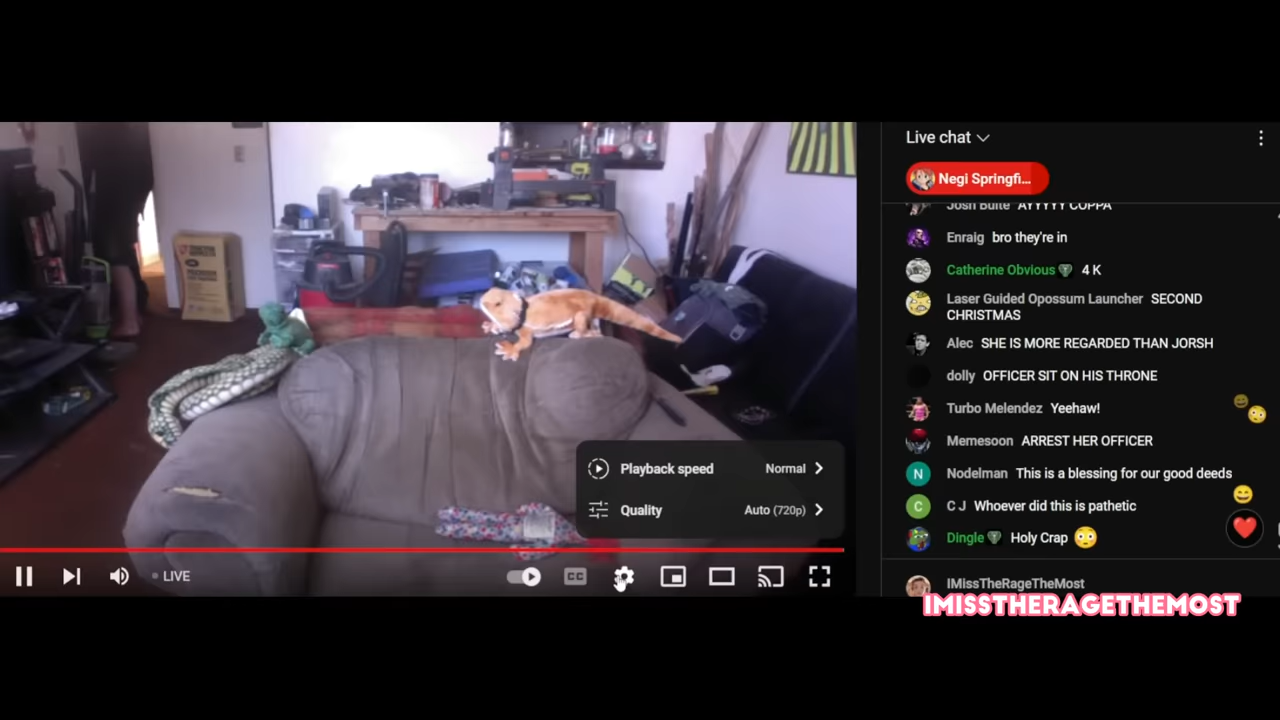 Live chat
Negi Springfi...
Josh Buite AYYYYY CUPPA
Enraig bro they're in
Catherine Obvious 4 K
Laser Guided Opossum Launcher SECOND
CHRISTMAS
Alec SHE IS MORE REGARDED THAN JORSH
dolly OFFICER SIT ON HIS THRONE
Turbo Melendez Yeehaw!
Memesoon ARREST HER OFFICER
N Nodelman This is a blessing for our good deeds
C C J Whoever did this is pathetic
Dingle Holy Crap
IMissTheRageTheMost
IMISSTHERAGETHEMOST
Playback speed Normal
Quality Auto (720p)
LIVE
CC